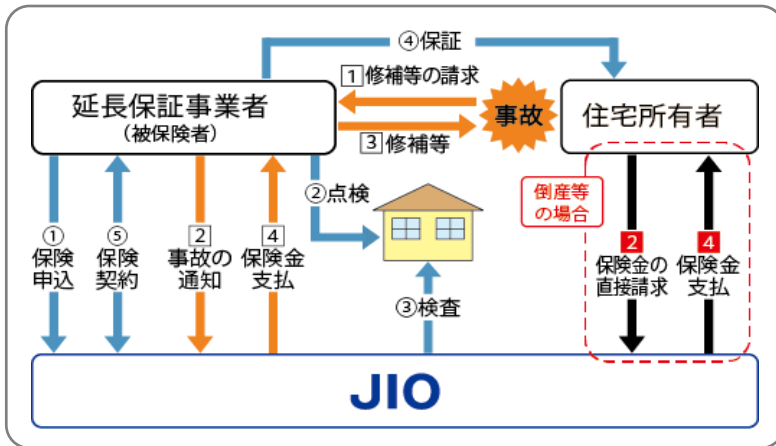 ④保証
1修補等の請求
延長保証事業者
(被保険者)
事故
住宅所有者
3修補等
倒産等
の場合
②点検
①
保険
申込
⑤
保険
契約
2
事故の
通知
4
保険金
支払
③検査
2
保険金の
直接請求
4
保険金
支払
JIO